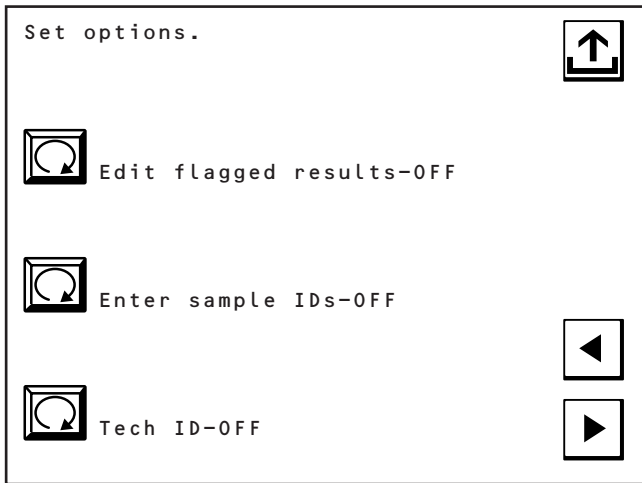 Set options.
Edit flagged results-OFF
Enter sample IDs-OFF
Tech ID-OFF